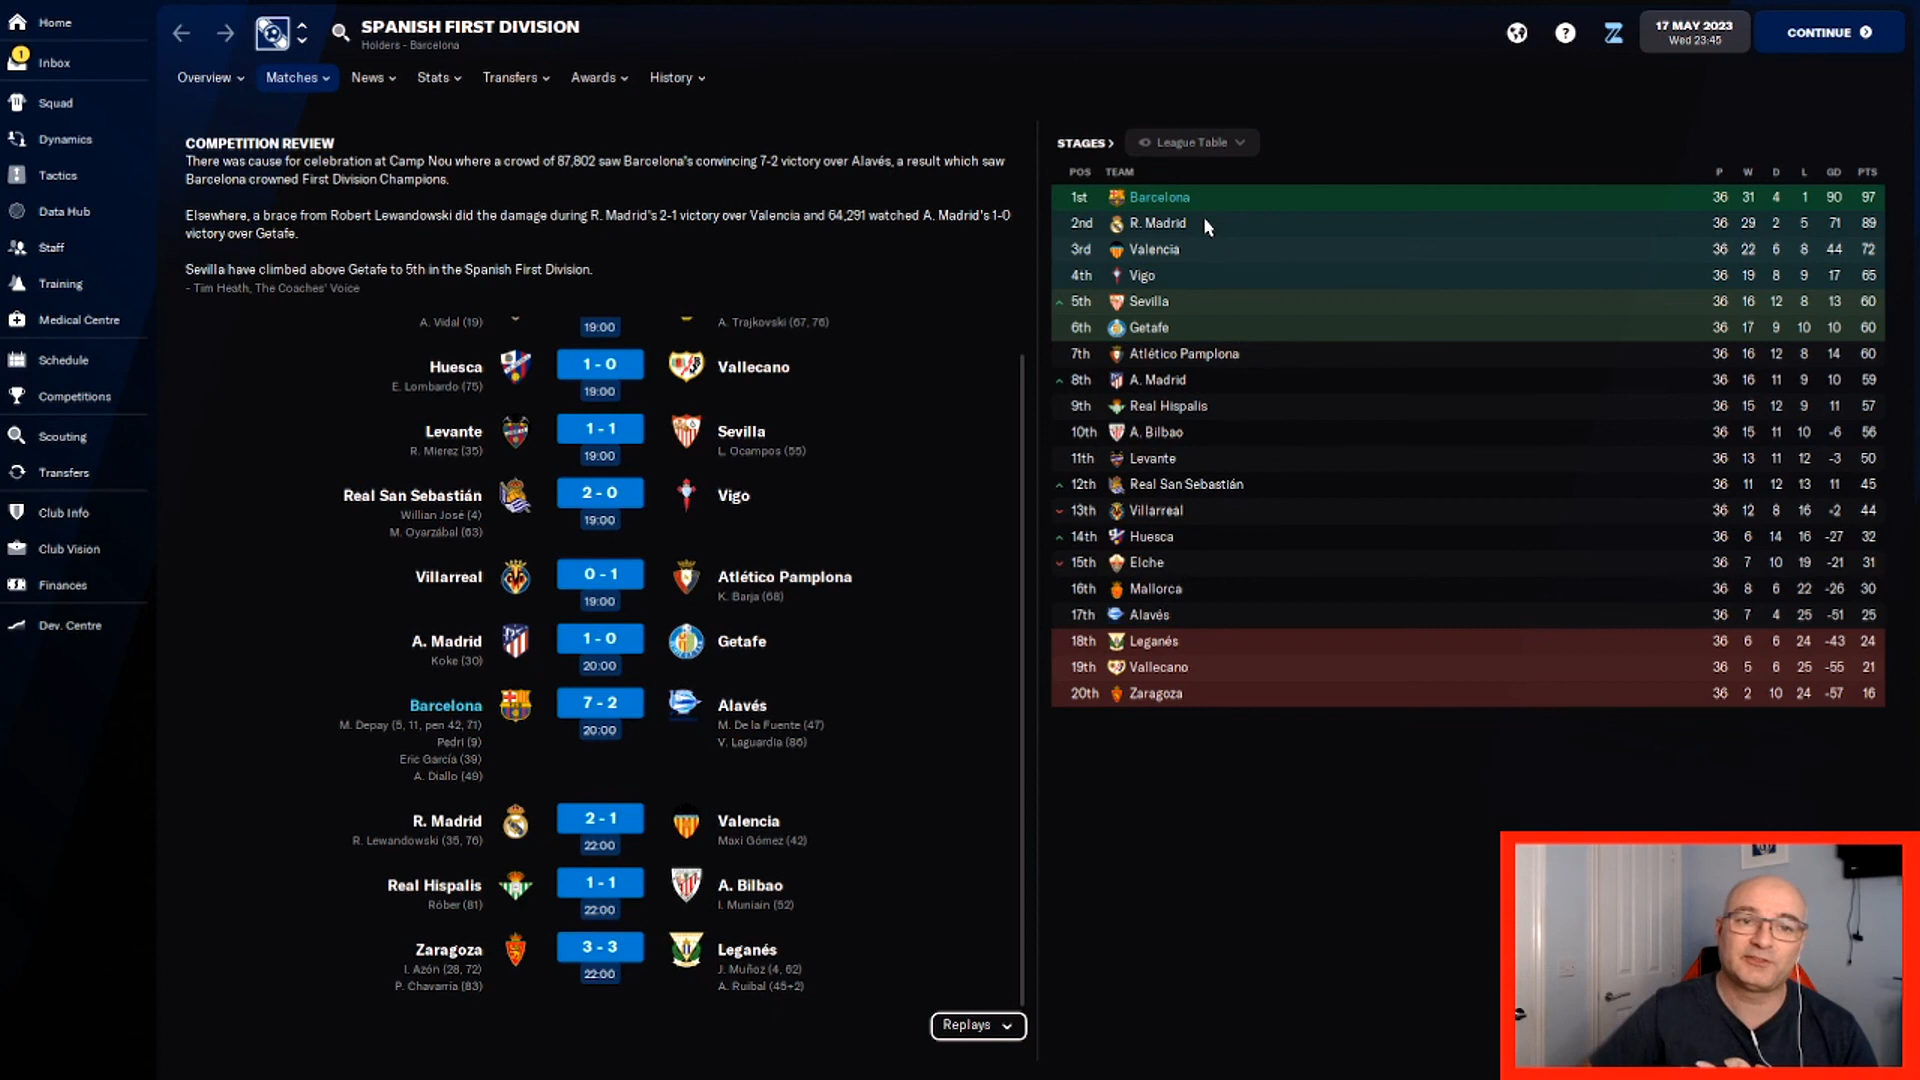 Home
Inbox
1
Squad
Dynamics
Tactics
Data Hub
Staff
Training
Medical Centre
Schedule
Competitions
Scouting
Transfers
Club Info
Club Vision
Finances
Dev. Centre
SPANISH FIRST DIVISION
Holders - Barcelona
17 MAY 2023
Wed 23:45
CONTINUE
Overview Matches News Stats Transfers Awards History
COMPETITION REVIEW
There was cause for celebration at Camp Nou where a crowd of 87,802 saw Barcelona's convincing 7-2 victory over Alavés, a result which saw
Barcelona crowned First Division Champions.
Elsewhere, a brace from Robert Lewandowski did the damage during R. Madrid's 2-1 victory over Valencia and 64,291 watched A. Madrid's 1-0
victory over Getafe.
Sevilla have climbed above Getafe to 5th in the Spanish First Division.
- Tim Heath, The Coaches' Voice
A. Vidal (19) 19:00 A. Trajkovski (67, 76)
Huesca 1 - 0 Vallecano
E. Lombardo (75) 19:00
Levante 1 - 1 Sevilla
R. Mierez (35) 19:00 L. Ocampos (55)
Real San Sebastián 2 - 0 Vigo
Willian José (4) 19:00
M. Oyarzábal (63)
Villarreal 0 - 1 Atlético Pamplona
19:00 K. Barja (68)
A. Madrid 1 - 0 Getafe
Koke (30) 20:00
Barcelona 7 - 2 Alavés
M. Depay (5, 11, pen 42, 71) 20:00 M. De la Fuente (47)
Pedri (9) V. Laguardia (86)
Eric García (39)
A. Diallo (49)
R. Madrid 2 - 1 Valencia
R. Lewandowski (35, 76) 22:00 Maxi Gómez (42)
Real Hispalis 1 - 1 A. Bilbao
Róber (81) 22:00 I. Muniain (52)
Zaragoza 3 - 3 Leganés
I. Azón (28, 72) 22:00 J. Muñoz (4, 62)
P. Chavarría (83) A. Ruibal (45+2)
Replays
STAGES League Table
POS TEAM P W D L GD PTS
1st Barcelona 36 31 4 1 90 97
2nd R. Madrid 36 29 2 5 71 89
3rd Valencia 36 22 6 8 44 72
4th Vigo 36 19 8 9 17 65
5th Sevilla 36 16 12 8 13 60
6th Getafe 36 17 9 10 10 60
7th Atlético Pamplona 36 16 12 8 14 60
8th A. Madrid 36 16 11 9 10 59
9th Real Hispalis 36 15 12 9 11 57
10th A. Bilbao 36 15 11 10 -6 56
11th Levante 36 13 11 12 -3 50
12th Real San Sebastián 36 11 12 13 11 45
13th Villarreal 36 12 8 16 -2 44
14th Huesca 36 6 14 16 -27 32
15th Elche 36 7 10 19 -21 31
16th Mallorca 36 8 6 22 -26 30
17th Alavés 36 7 4 25 -51 25
18th Leganés 36 6 6 24 -43 24
19th Vallecano 36 5 6 25 -55 21
20th Zaragoza 36 2 10 24 -57 16